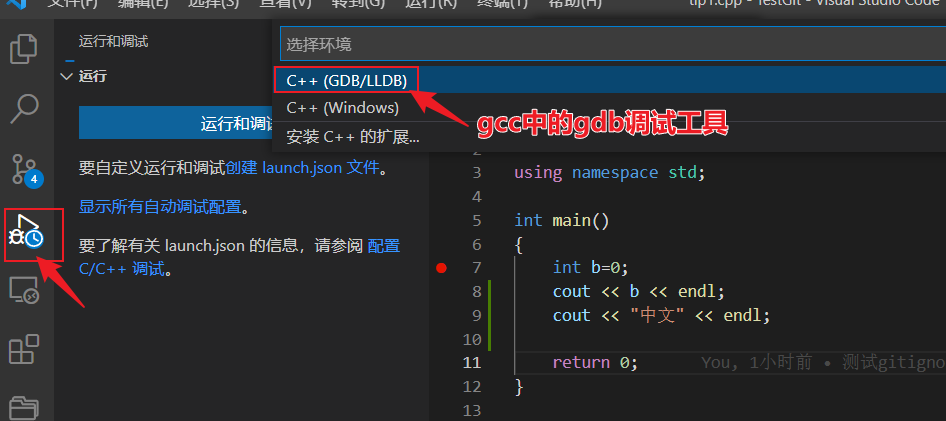 文件(F) 编辑(E) 选择(S) 查看(V) 转到(G) 运行(R) 终端(T) 帮助(H) tip1.cpp - TestGit - Visual Studio Code
运行和调试
运行
运行和调试
要自定义运行和调试创建 launch.json 文件。
显示所有自动调试配置。
要了解有关 launch.json 的信息，请参阅 配置
C/C++ 调试。
4
选择环境
C++ (GDB/LLDB)
C++ (Windows)
安装 C++ 的扩展...
gcc中的gdb调试工具
2
3 using namespace std;
4
5 int main()
6 {
7 int b=0;
8 cout << b << endl;
9 cout << "中文" << endl;
10
11 return 0; You, 1小时前 • 测试gitigno
12 }
13